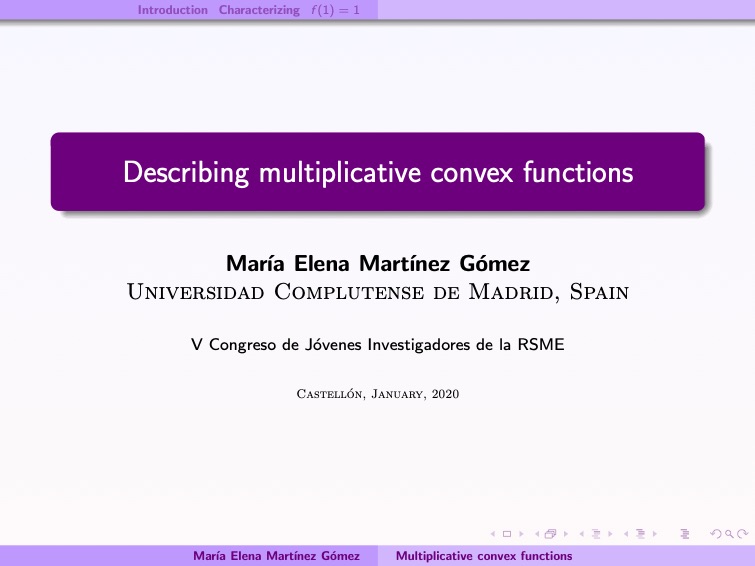 Introduction Characterizing f(1) = 1
Describing multiplicative convex functions
María Elena Martínez Gómez
Universidad Complutense de Madrid, Spain
V Congreso de Jóvenes Investigadores de la RSME
Castellón, January, 2020
María Elena Martínez Gómez Multiplicative convex functions